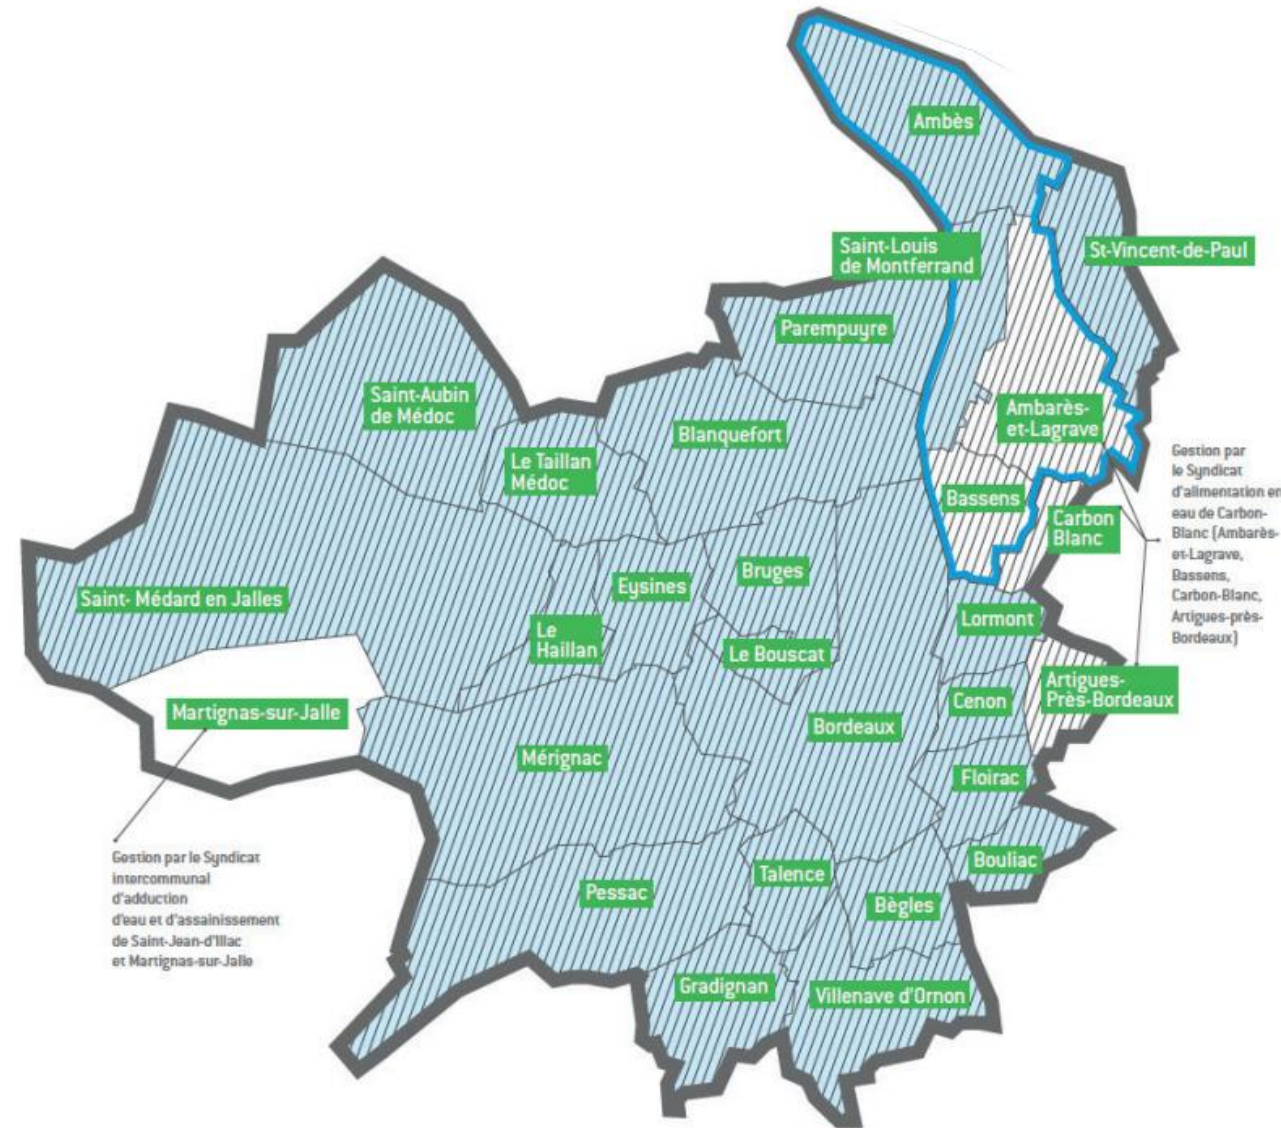 Ambès
Saint-Louis
de Montferrand
St-Vincent-de-Paul
Parempuyre
Saint-Aubin
de Médoc
Ambarès-
et-Lagrave
Blanquefort
Le Taillan
Médoc
Gestion par
le Syndicat
d'alimentation en
eau de Carbon-
Blanc (Ambarès-
et-Lagrave,
Bassens,
Carbon-Blanc,
Artigues-près-
Bordeaux)
Bassens
Carbon
Blanc
Bruges
Eysines
Saint- Médard en Jalles
Lormont
Le
Haillan
Le Bouscat
Artigues-
Près-Bordeaux
Cenon
Martignas-sur-Jalle
Bordeaux
Mérignac
Floirac
Gestion par le Syndicat
intercommunal
d'adduction
d'eau et d'assainissement
de Saint-Jean-d'Illac
et Martignas-sur-Jalle
Bouliac
Talence
Pessac
Bègles
Gradignan
Villenave d'Ornon